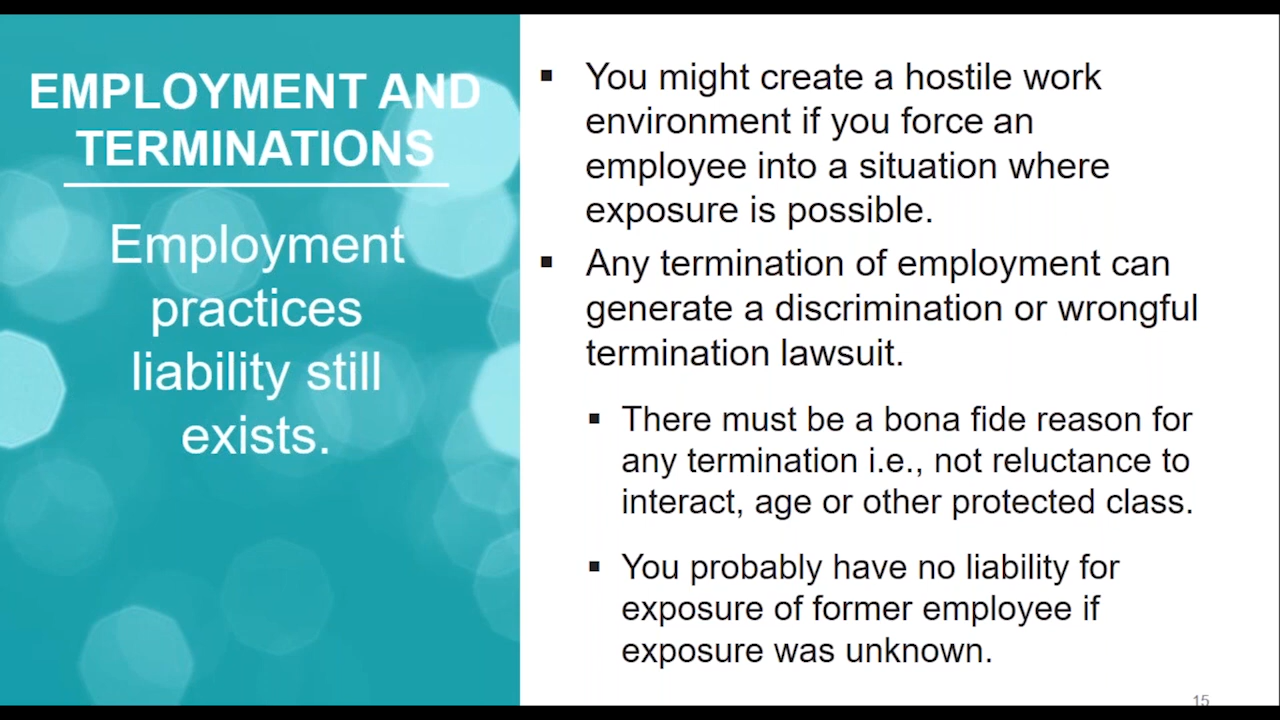 EMPLOYMENT AND
TERMINATIONS
Employment
practices
liability still
exists.
▪ You might create a hostile work
environment if you force an
employee into a situation where
exposure is possible.
▪ Any termination of employment can
generate a discrimination or wrongful
termination lawsuit.
▪ There must be a bona fide reason for
any termination i.e., not reluctance to
interact, age or other protected class.
▪ You probably have no liability for
exposure of former employee if
exposure was unknown.
15